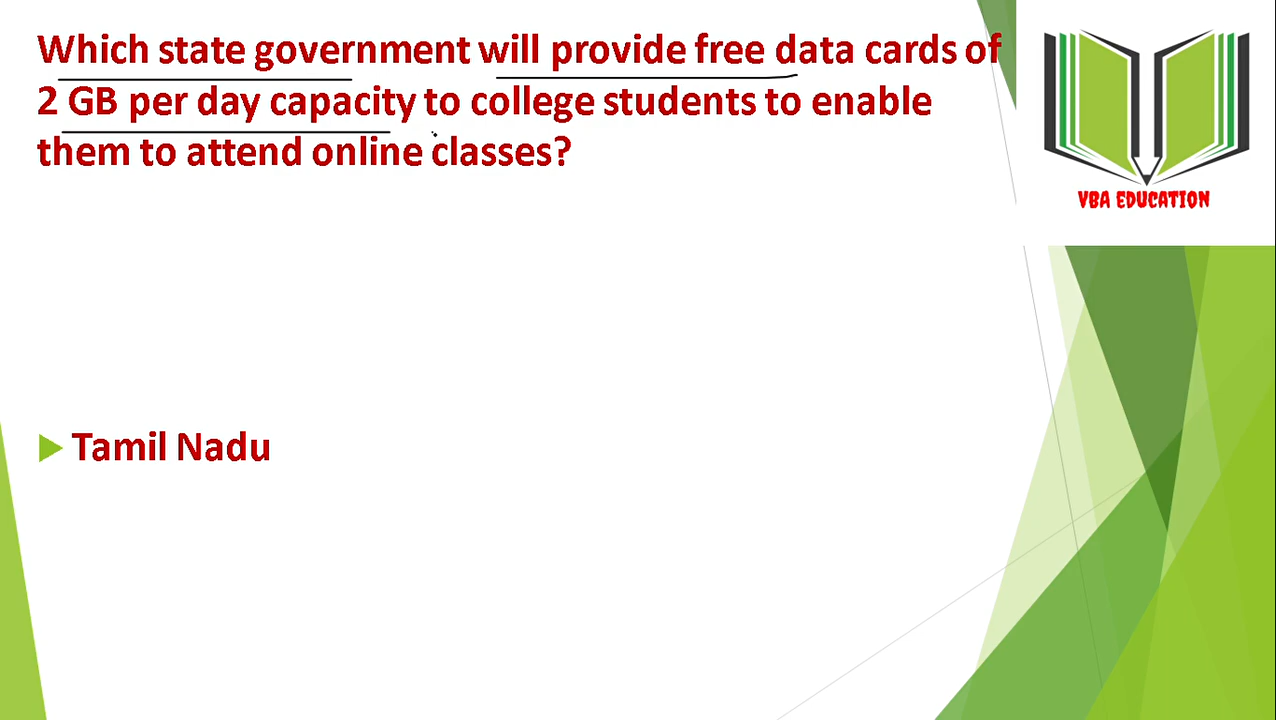 Which state government will provide free data cards of
2 GB per day capacity to college students to enable
them to attend online classes?
VBA EDUCATION
Tamil Nadu